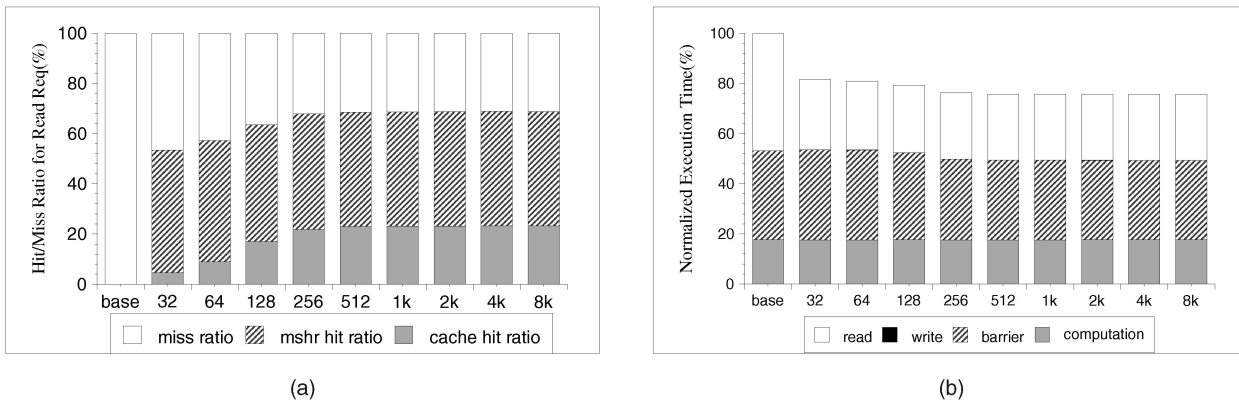 Hit/Miss Ratio for Read Req(%)
100
80
60
40
20
0
base 32 64 128 256 512 1k 2k 4k 8k
miss ratio mshr hit ratio cache hit ratio
(a)
Normalized Execution Time(%)
100
80
60
40
20
0
base 32 64 128 256 512 1k 2k 4k 8k
read write barrier computation
(b)